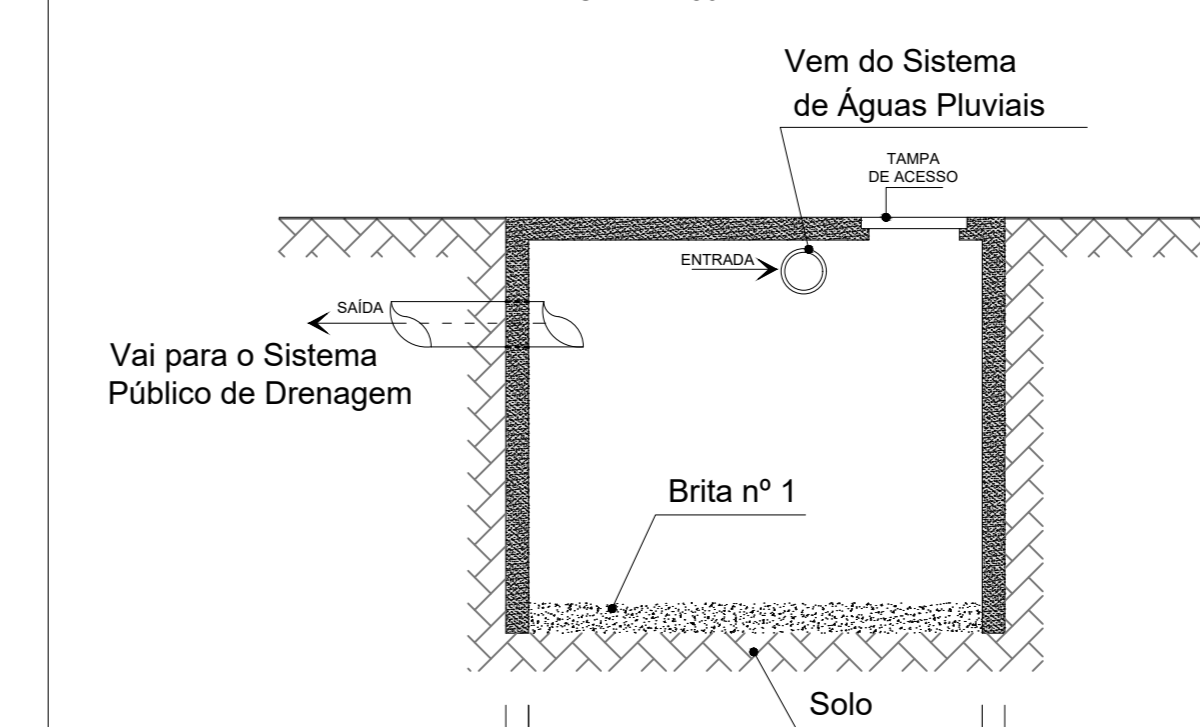 Vem do Sistema
de Águas Pluviais
TAMPA
DE ACESSO
ENTRADA
SAÍDA
Vai para o Sistema
Público de Drenagem
Brita nº 1
Solo